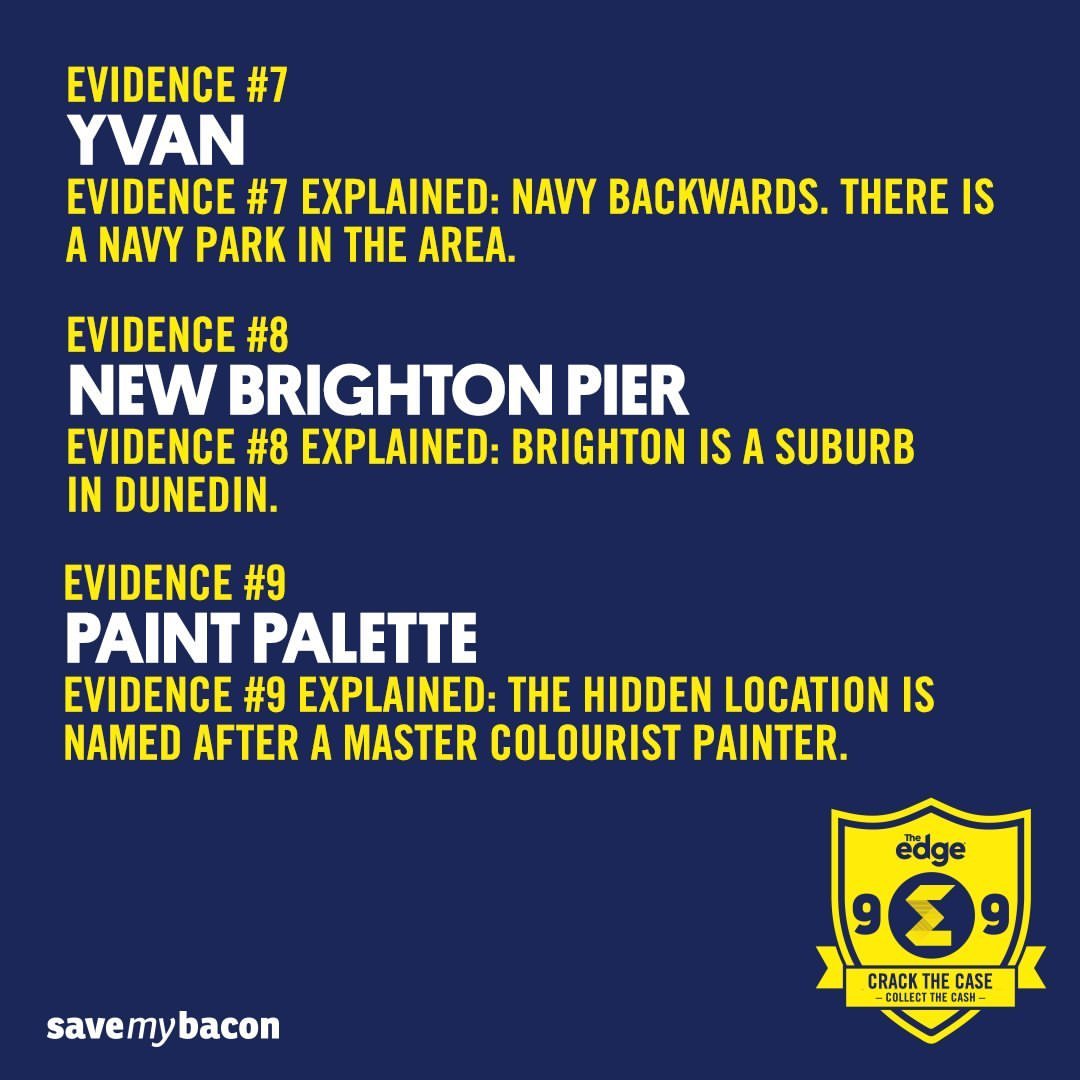 EVIDENCE #7
YVAN
EVIDENCE #7 EXPLAINED: NAVY BACKWARDS. THERE IS
A NAVY PARK IN THE AREA.
EVIDENCE #8
NEW BRIGHTON PIER
EVIDENCE #8 EXPLAINED: BRIGHTON IS A SUBURB
IN DUNEDIN.
EVIDENCE #9
PAINT PALETTE
EVIDENCE #9 EXPLAINED: THE HIDDEN LOCATION IS
NAMED AFTER A MASTER COLOURIST PAINTER.
The
edge
9 9
CRACK THE CASE
– COLLECT THE CASH –
savemybacon